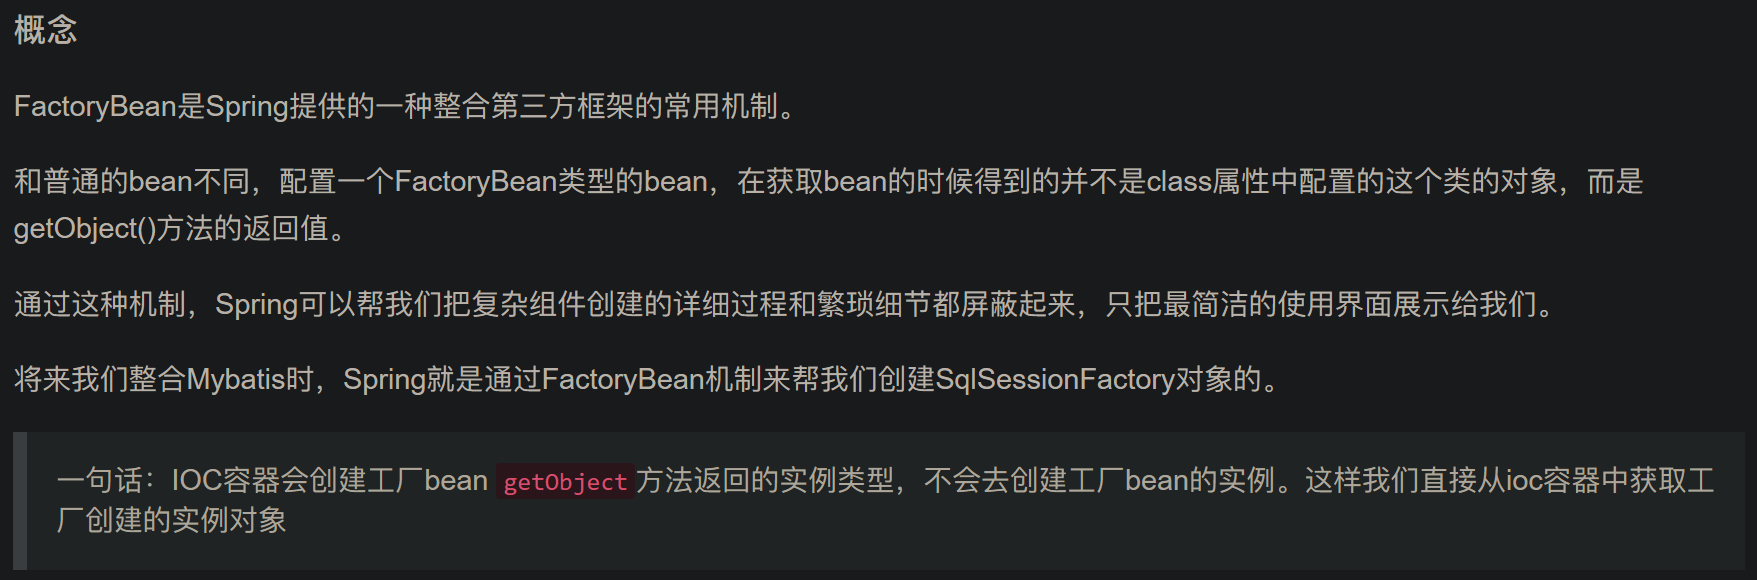 概念
FactoryBean是Spring提供的一种整合第三方框架的常用机制。
和普通的bean不同，配置一个FactoryBean类型的bean，在获取bean的时候得到的并不是class属性中配置的这个类的对象，而是
getObject()方法的返回值。
通过这种机制，Spring可以帮我们把复杂组件创建的详细过程和繁琐细节都屏蔽起来，只把最简洁的使用界面展示给我们。
将来我们整合Mybatis时，Spring就是通过FactoryBean机制来帮我们创建SqlSessionFactory对象的。
一句话：IOC容器会创建工厂bean getObject方法返回的实例类型，不会去创建工厂bean的实例。这样我们直接从ioc容器中获取工
厂创建的实例对象